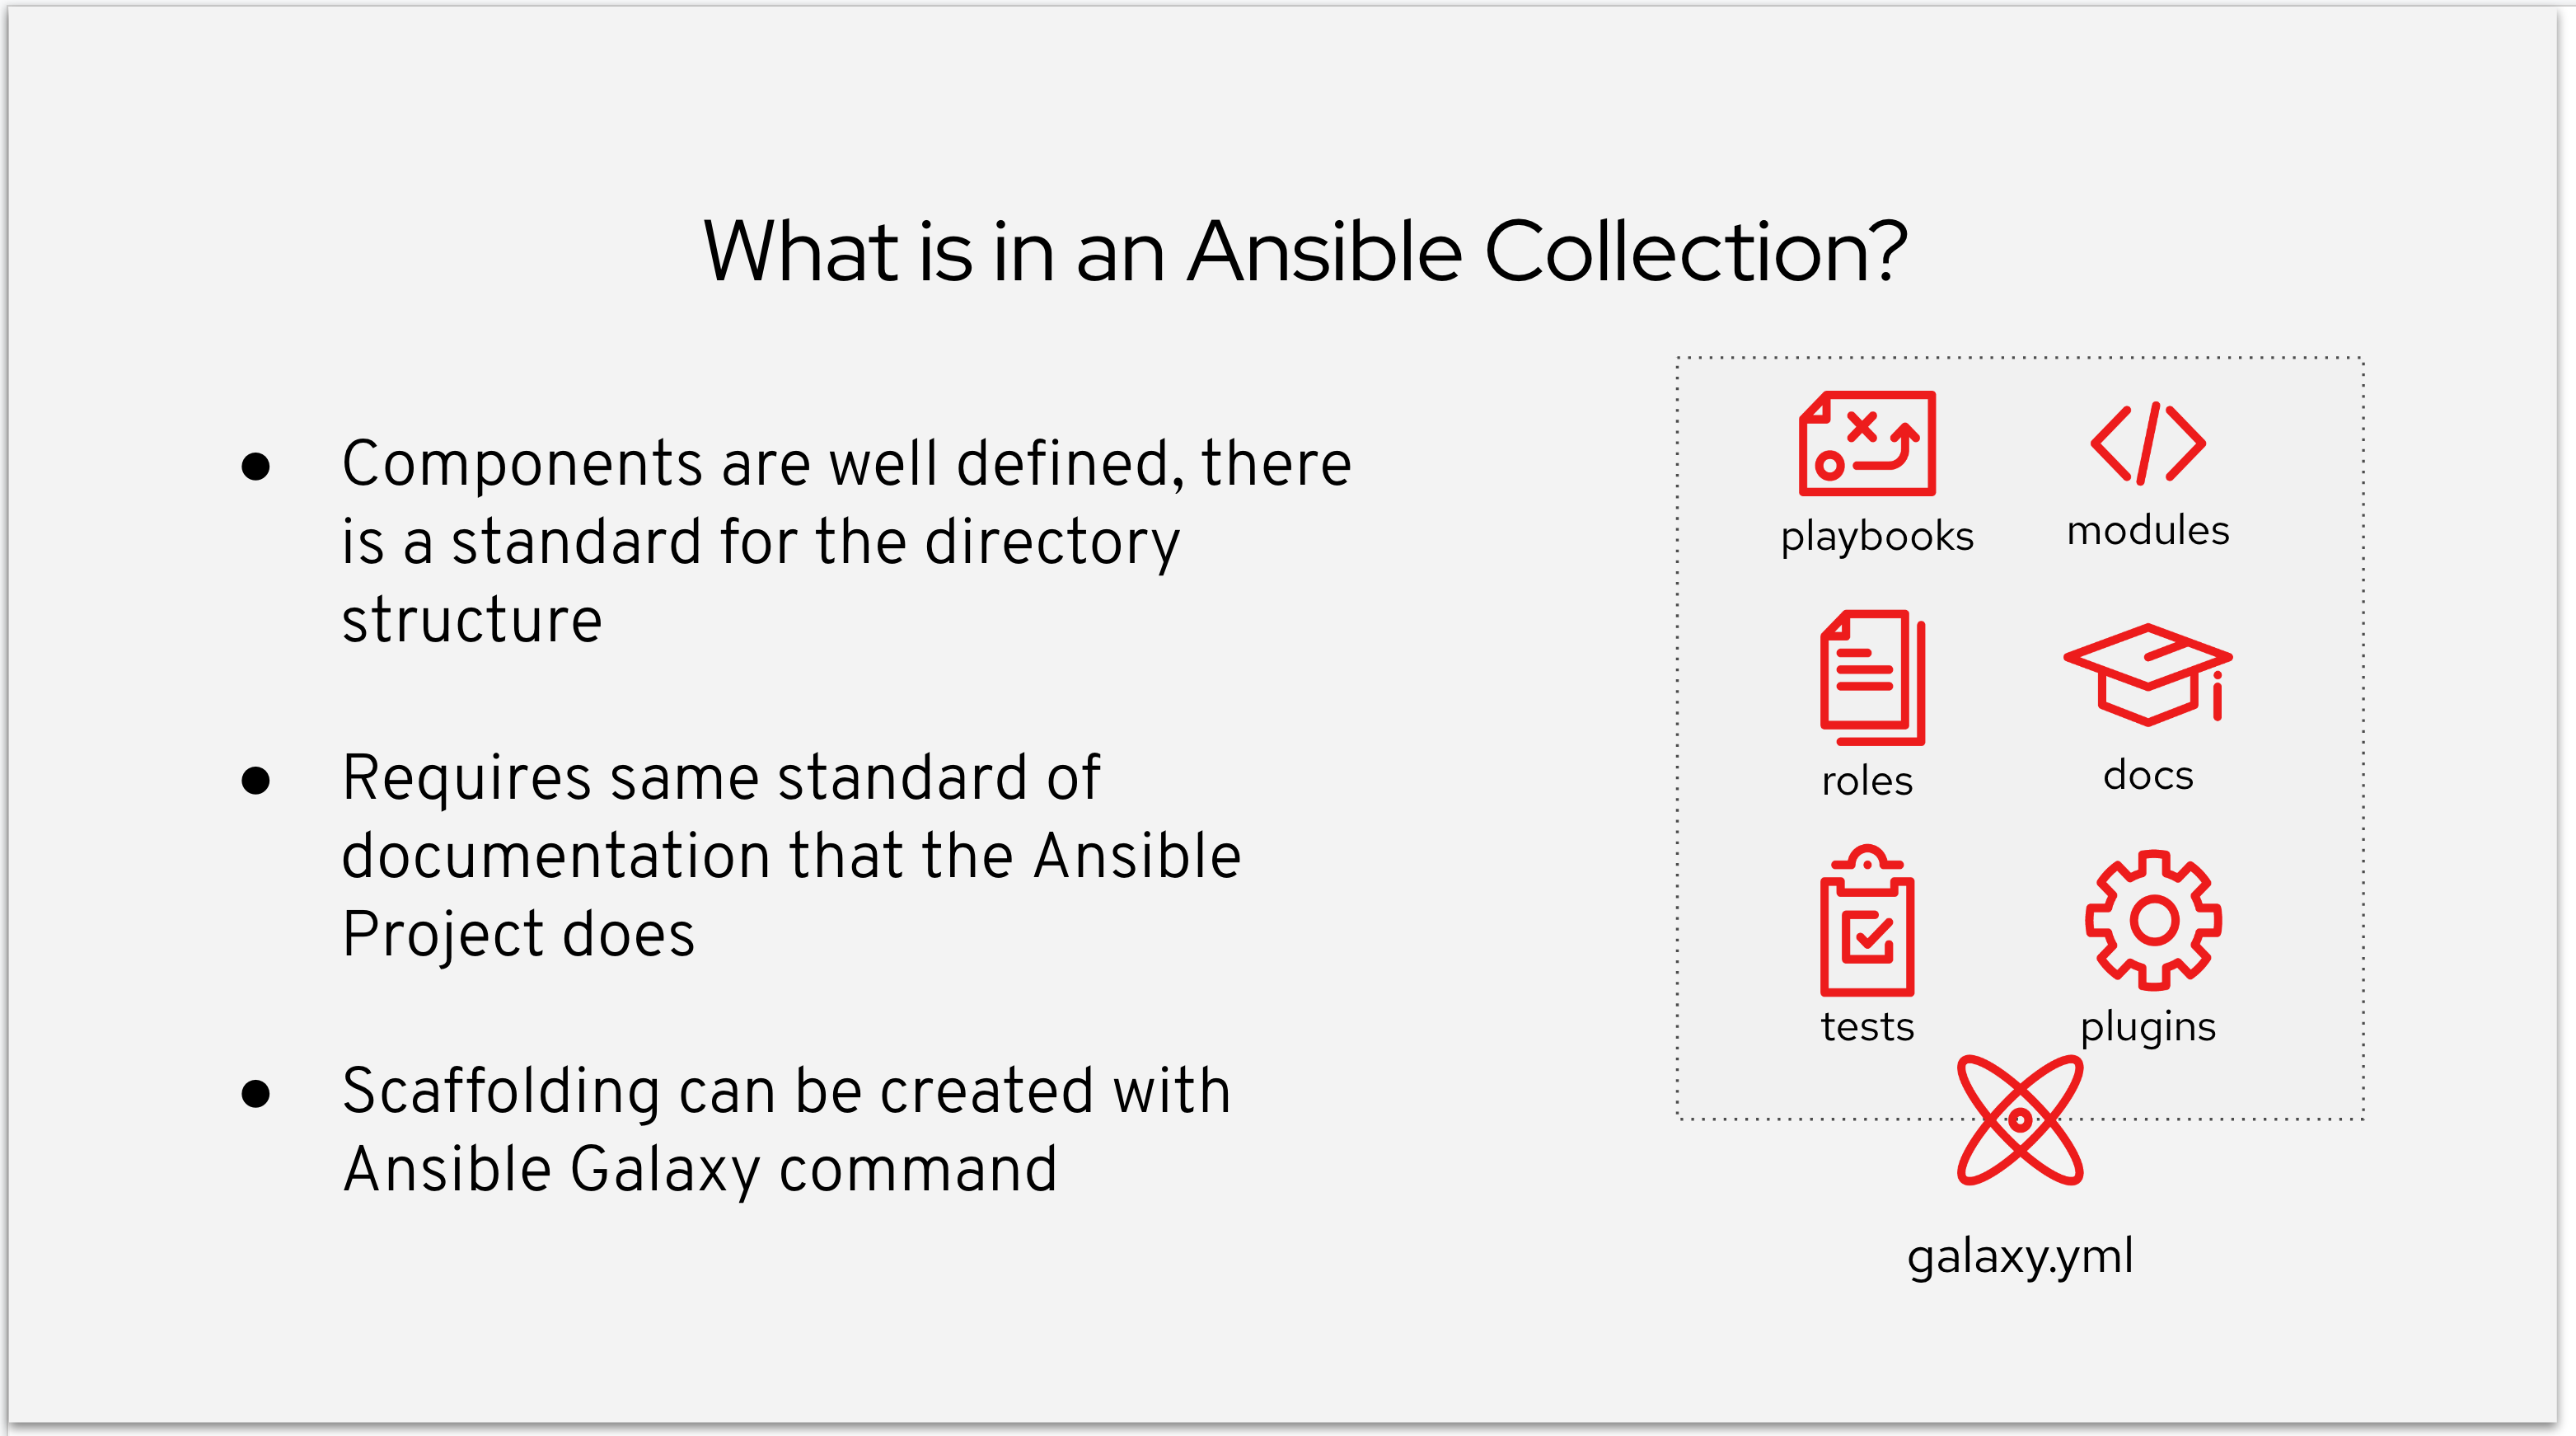 What is in an Ansible Collection?
● Components are well defined, there
is a standard for the directory
structure
● Requires same standard of
documentation that the Ansible
Project does
● Scaffolding can be created with
Ansible Galaxy command
playbooks
modules
roles
docs
tests
plugins
galaxy.yml